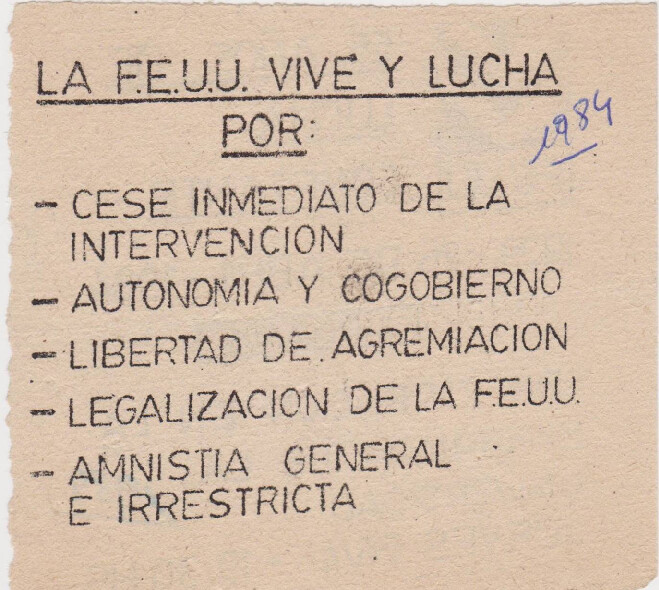 LA F.E.U.U. VIVE Y LUCHA
POR:
1984
- CESE INMEDIATO DE LA
INTERVENCION
- AUTONOMIA Y COGOBIERNO
- LIBERTAD DE AGREMIACION
- LEGALIZACION DE LA F.E.U.U.
- AMNISTIA GENERAL
E IRRESTRICTA